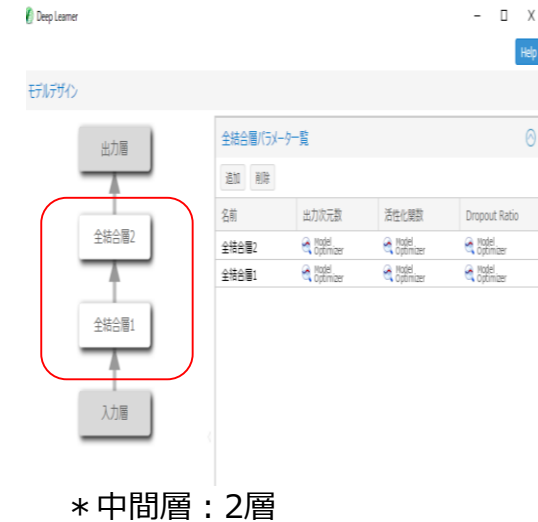 Deep Learner
Help
モデルデザイン
出力層
全結合層2
全結合層1
入力層
全結合層パラメーター覧
追加 削除
名前 出力次元数 活性化関数 Dropout Ratio
全結合層2 Model Optimizer Model Optimizer Model Optimizer
全結合層1 Model Optimizer Model Optimizer Model Optimizer
＊中間層：2層